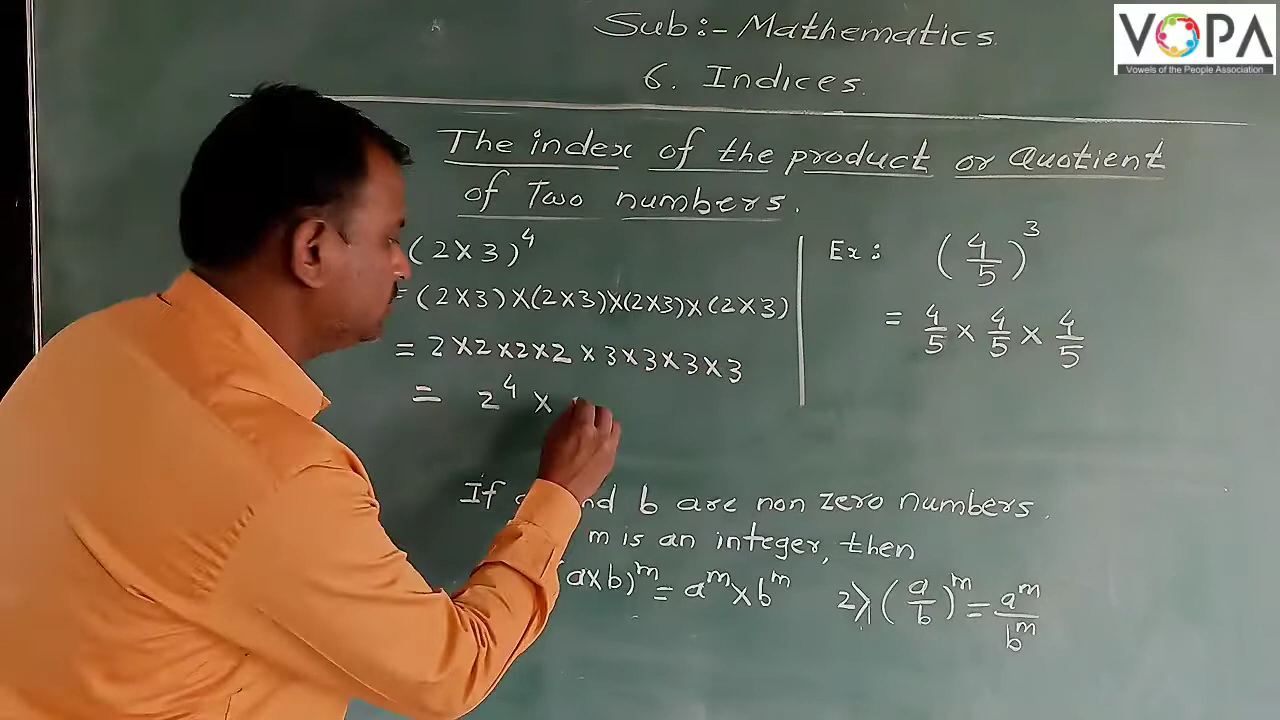 Sub:- Mathematics.
6. Indices.
VOPA
Vowels of the People Association
The index of the product or Quotient
of Two numbers.
(2×3)⁴
= (2×3)×(2×3)×(2×3)×(2×3)
= 2×2×2×2×3×3×3×3
= 2⁴ ×
Ex: (4/5)³
= 4/5 × 4/5 × 4/5
If b are non zero numbers.
m is an integer, then
(a×b)ᵐ = aᵐ×bᵐ 2) (a/b)ᵐ = aᵐ/bᵐ